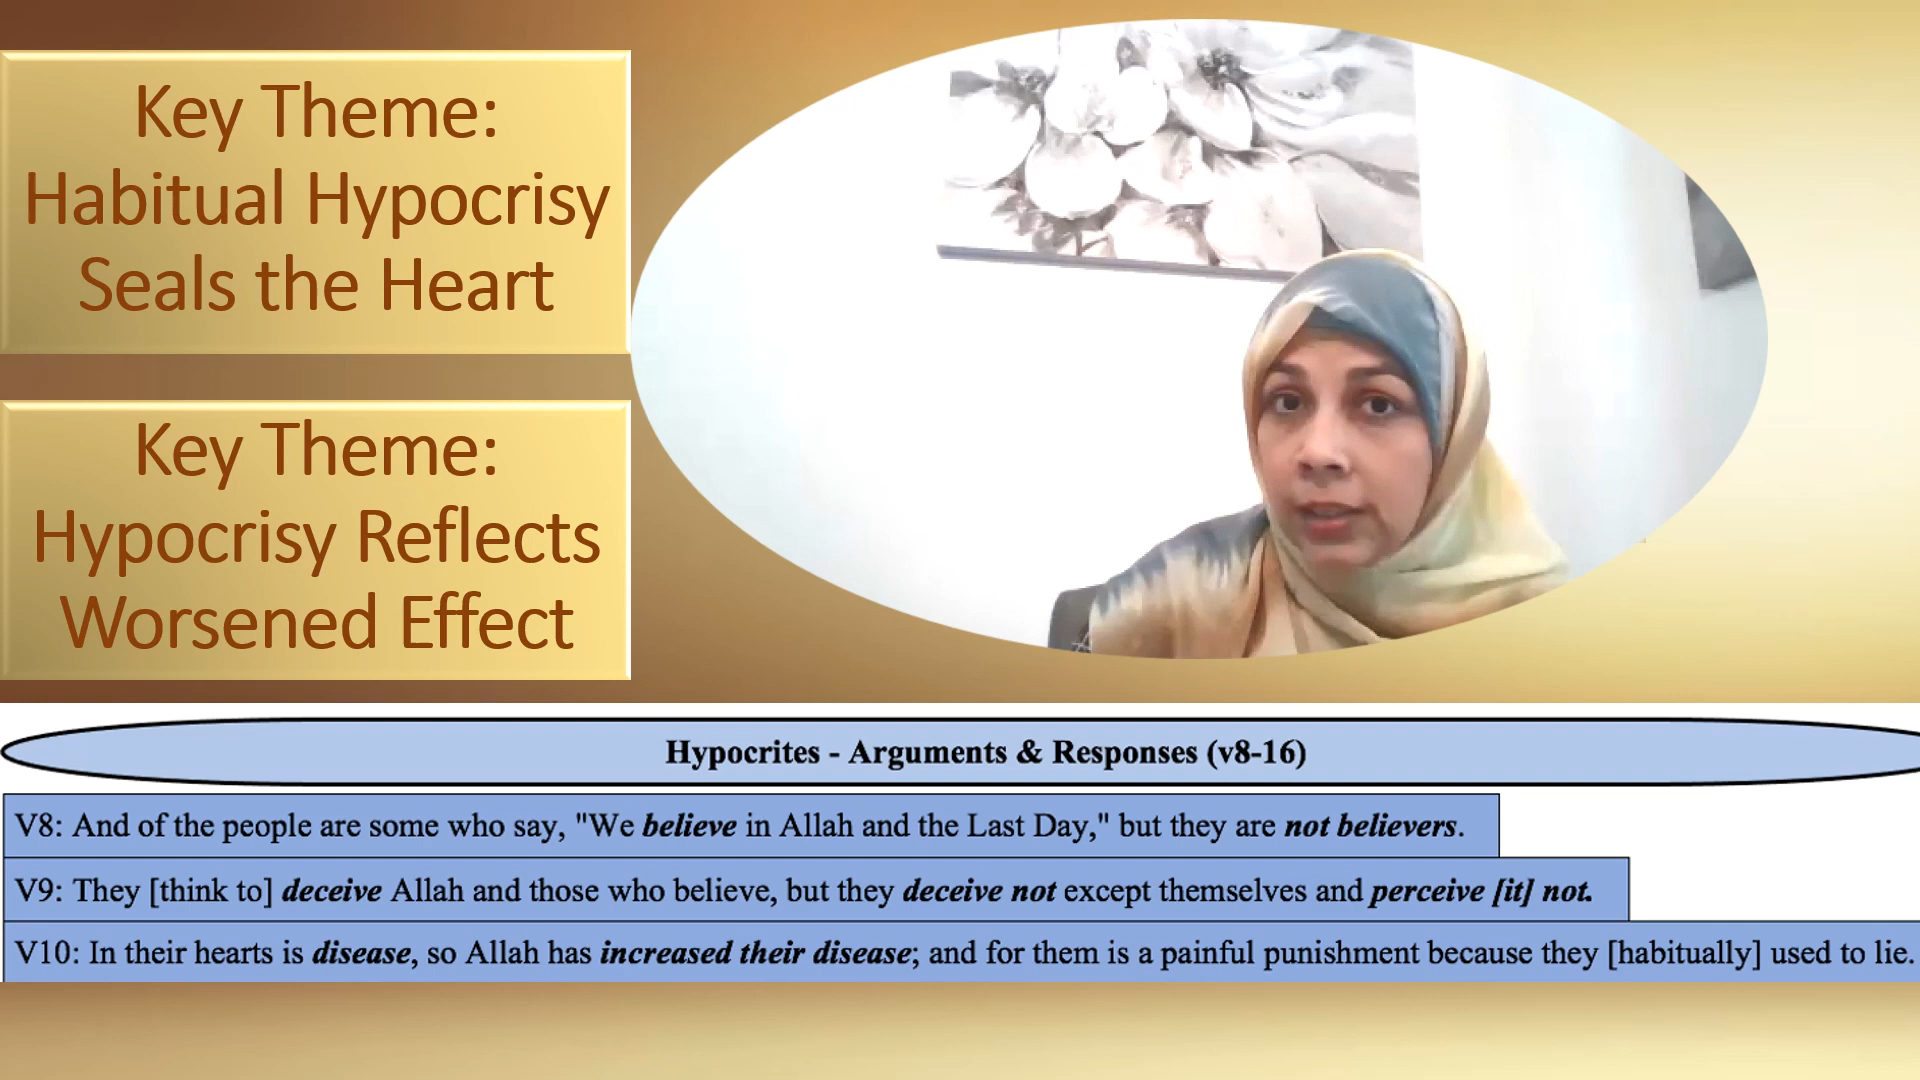 Key Theme:
Habitual Hypocrisy
Seals the Heart
Key Theme:
Hypocrisy Reflects
Worsened Effect
Hypocrites - Arguments & Responses (v8-16)
V8: And of the people are some who say, "We believe in Allah and the Last Day," but they are not believers.
V9: They [think to] deceive Allah and those who believe, but they deceive not except themselves and perceive [it] not.
V10: In their hearts is disease, so Allah has increased their disease; and for them is a painful punishment because they [habitually] used to lie.